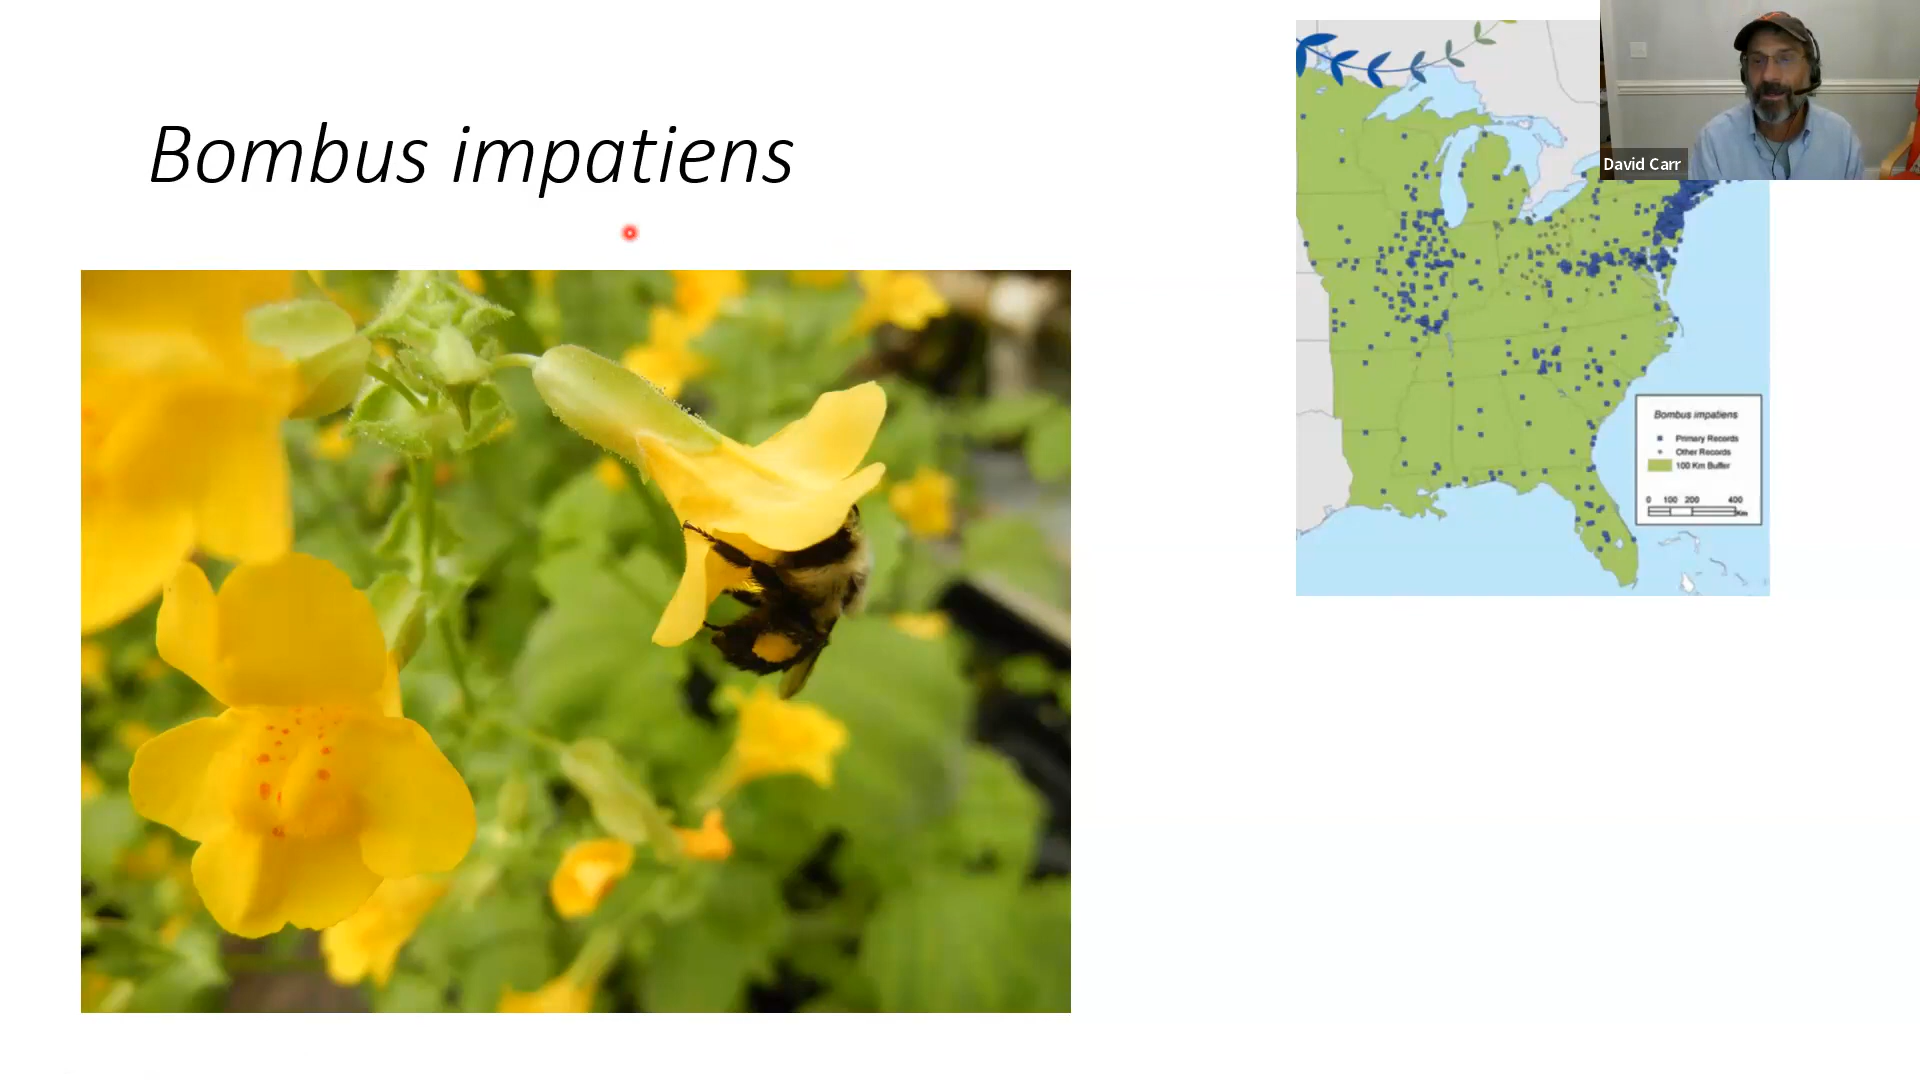 Bombus impatiens
David Carr
Bombus impatiens
Primary Records
Other Records
100 Km Buffer
0 100 200 400
Km